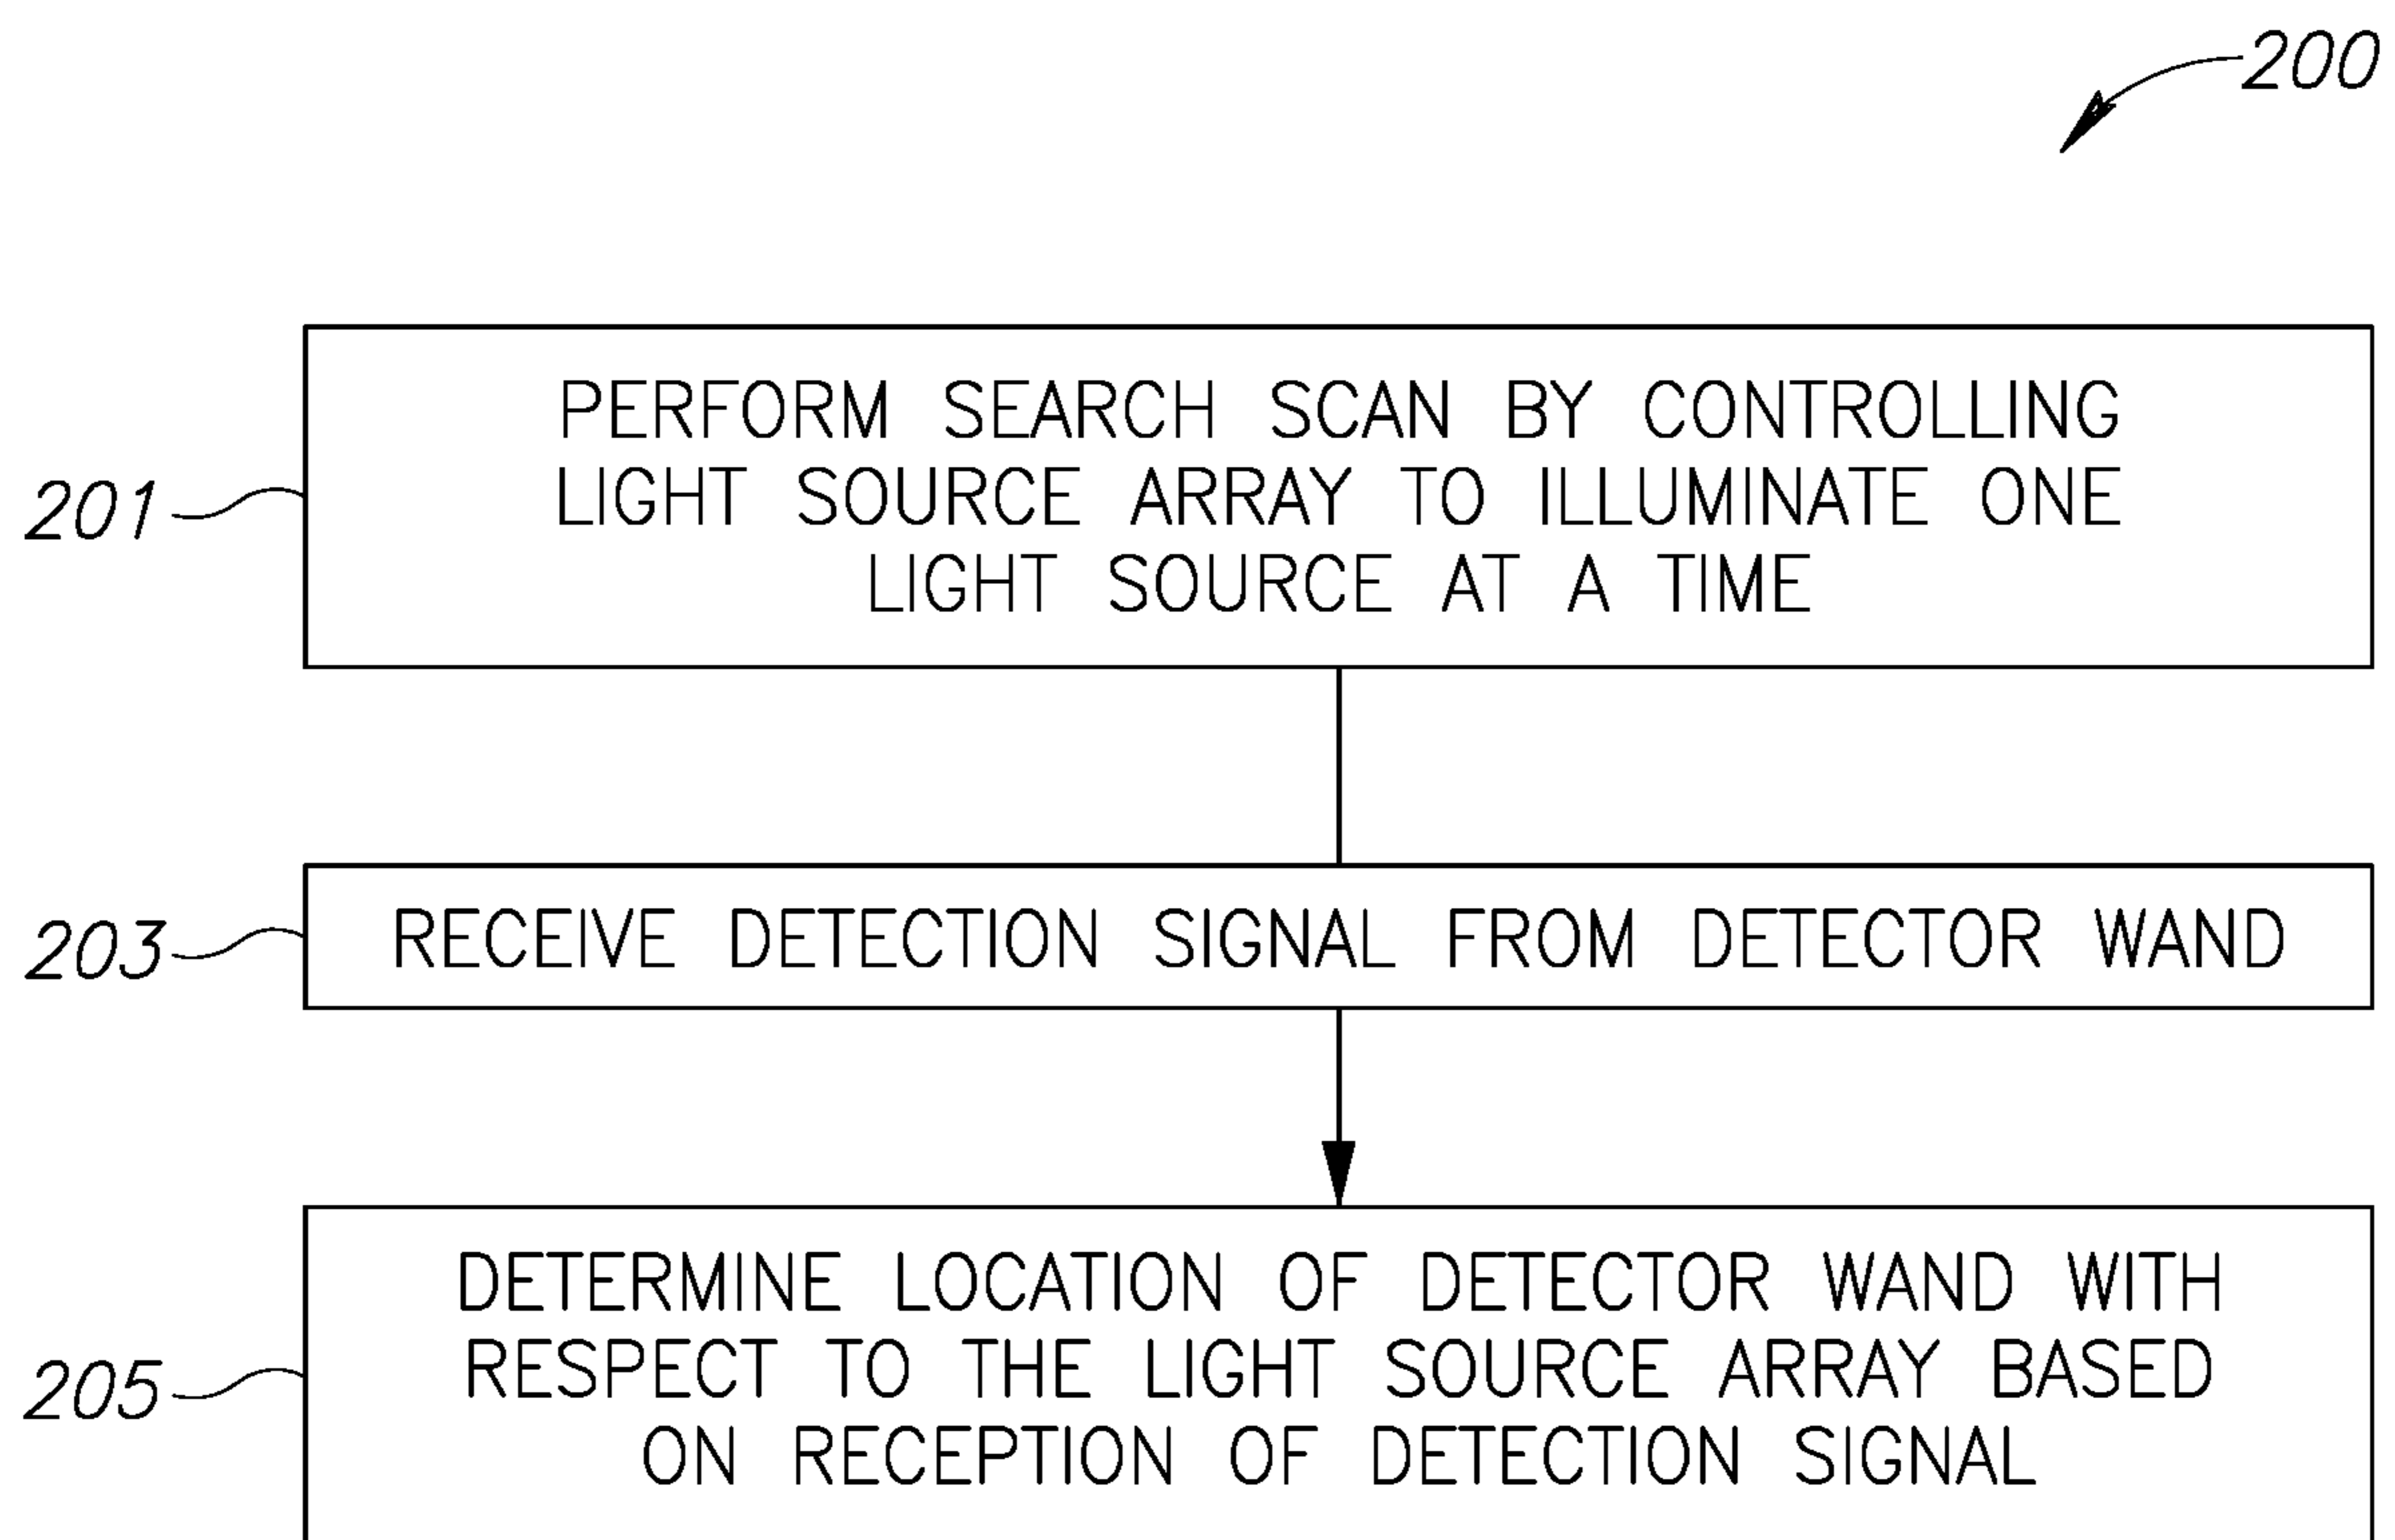 200
PERFORM SEARCH SCAN BY CONTROLLING
LIGHT SOURCE ARRAY TO ILLUMINATE ONE
LIGHT SOURCE AT A TIME
201
RECEIVE DETECTION SIGNAL FROM DETECTOR WAND
203
DETERMINE LOCATION OF DETECTOR WAND WITH
RESPECT TO THE LIGHT SOURCE ARRAY BASED
ON RECEPTION OF DETECTION SIGNAL
205